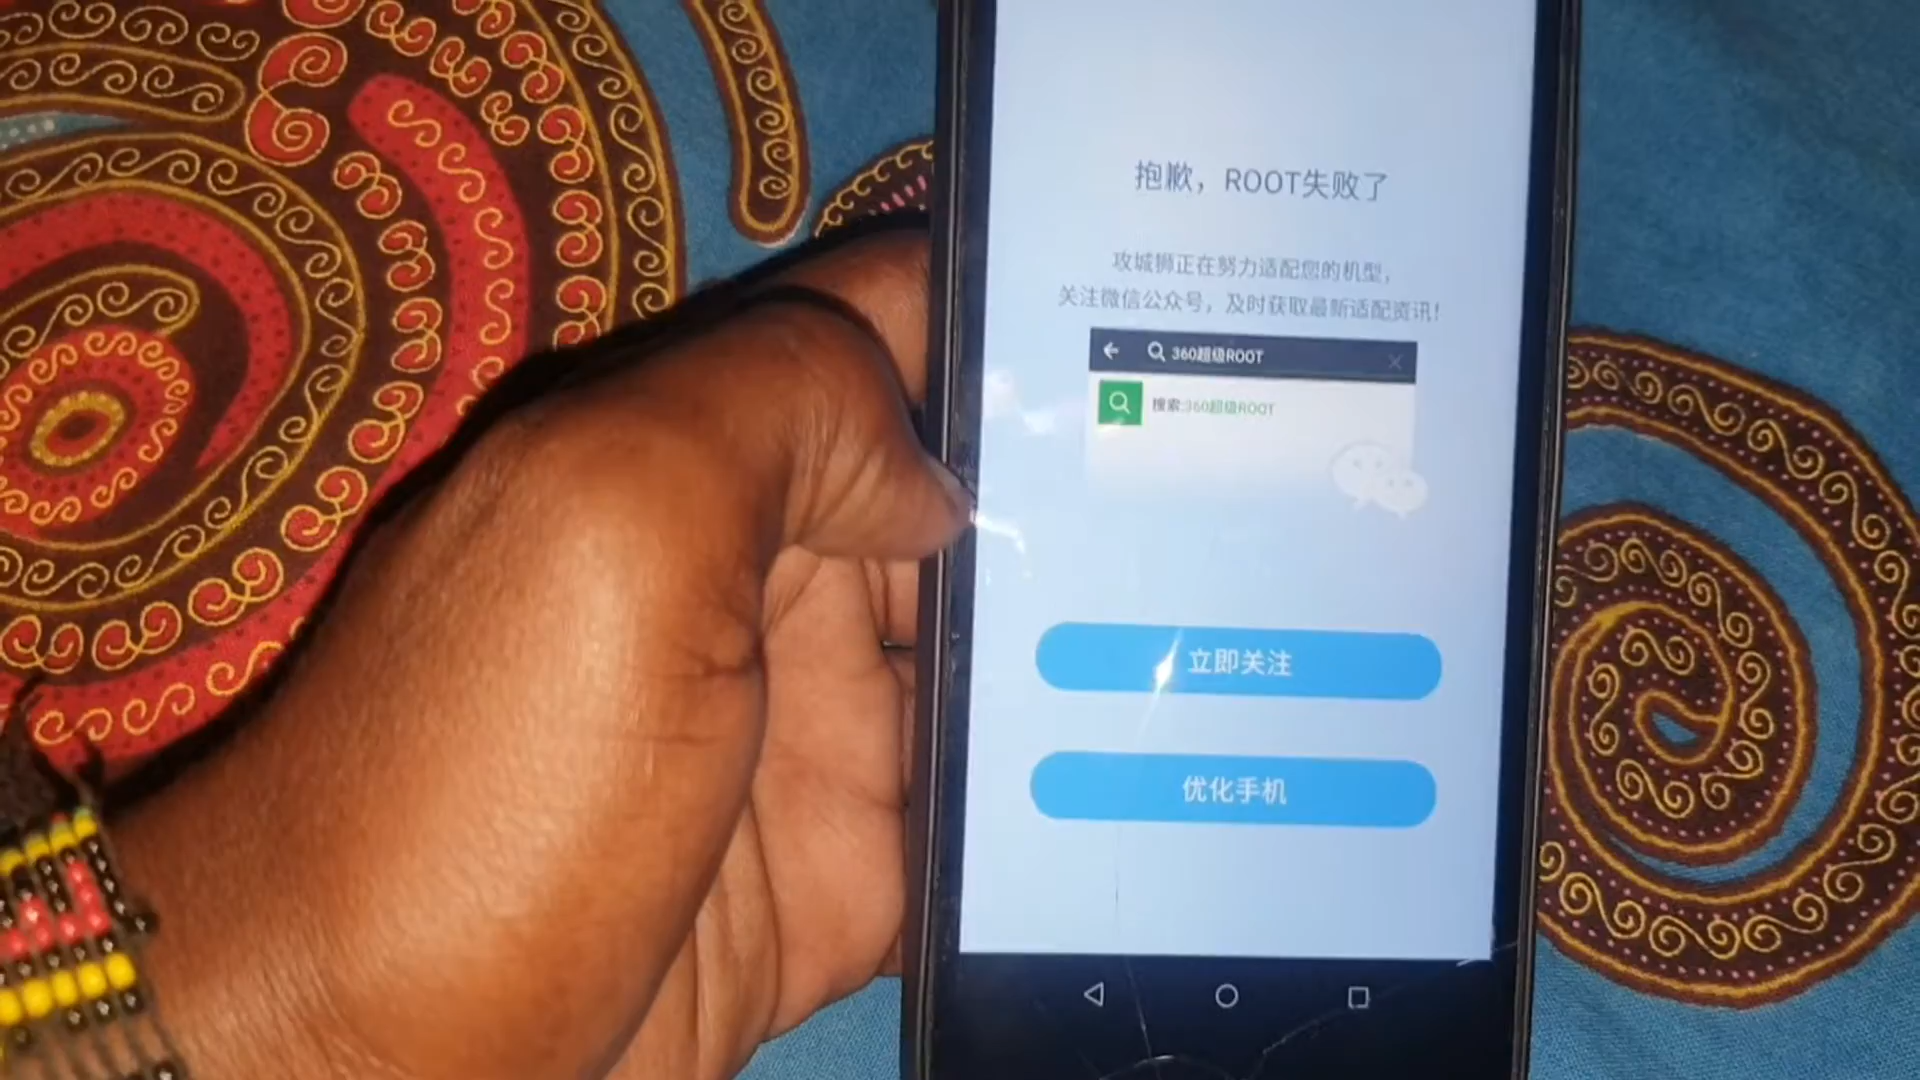 抱歉，ROOT失败了
攻城狮正在努力适配您的机型，
关注微信公众号，及时获取最新适配资讯！
360超级ROOT
搜索:360超级ROOT
立即关注
优化手机